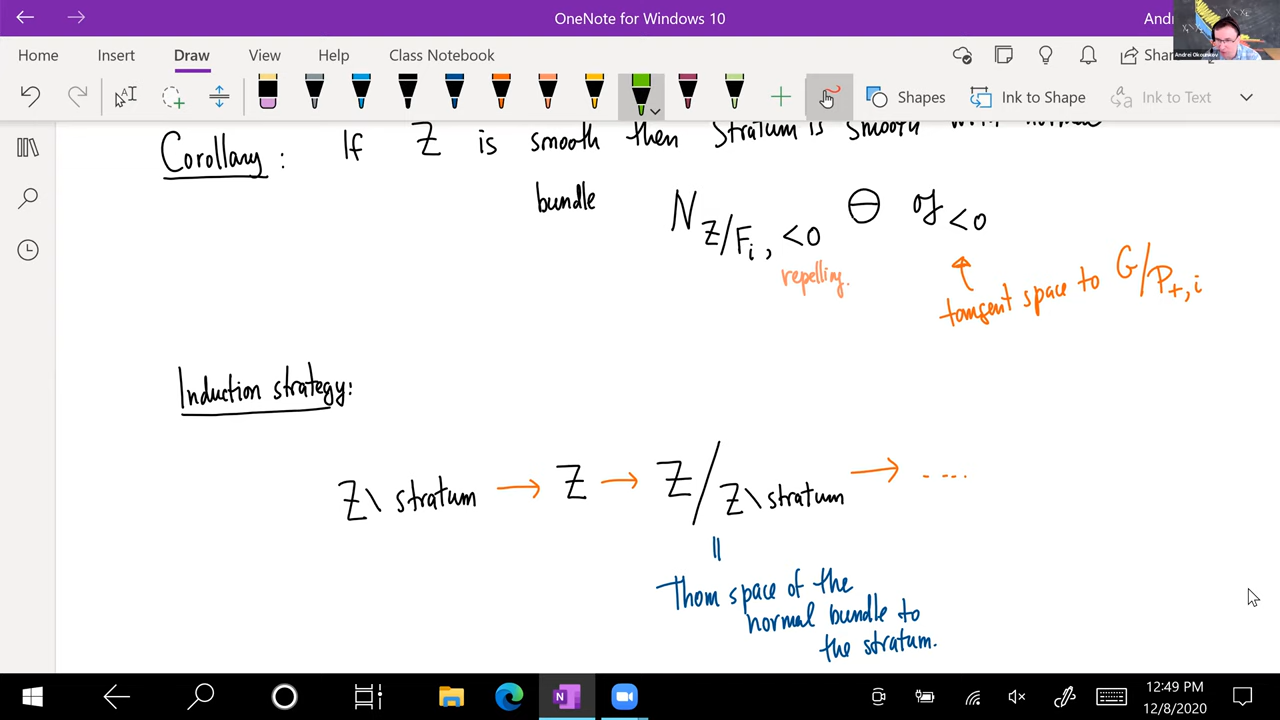 OneNote for Windows 10
Andrei Okounkov
Home Insert Draw View Help Class Notebook
Shapes Ink to Shape Ink to Text
Corollary: If Z is smooth then stratum is smooth with normal
bundle N_{Z/F_i, <0} ⊖ 𝔤_{<0}
repelling.
tangent space to G/P_{+,i}
Induction strategy:
Z\ stratum → Z → Z/Z\stratum → .....
||
Thom space of the
normal bundle to
the stratum.
12:49 PM
12/8/2020